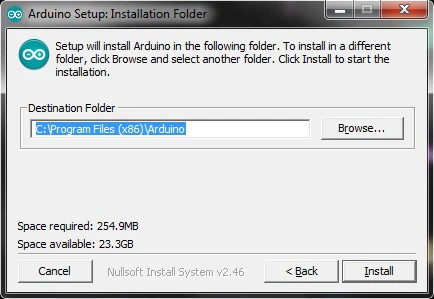 Arduino Setup: Installation Folder
Setup will install Arduino in the following folder. To install in a different
folder, click Browse and select another folder. Click Install to start the
installation.
Destination Folder
C:\Program Files (x86)\Arduino
Browse...
Space required: 254.9MB
Space available: 23.3GB
Cancel
Nullsoft Install System v2.46
< Back
Install